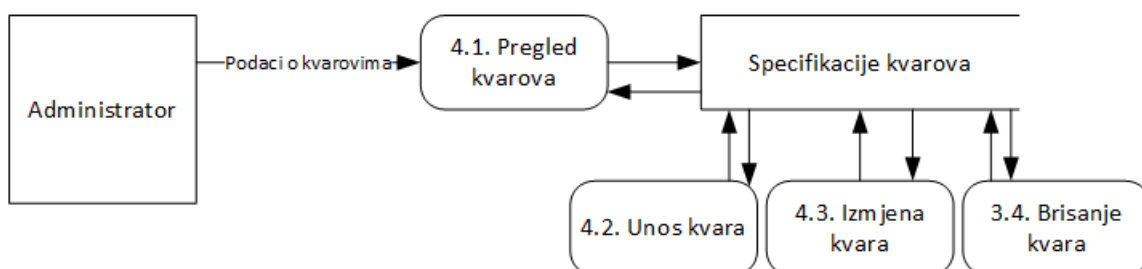 Administrator
Podaci o kvarovima
4.1. Pregled
kvarova
Specifikacije kvarova
4.2. Unos kvara
4.3. Izmjena
kvara
3.4. Brisanje
kvara